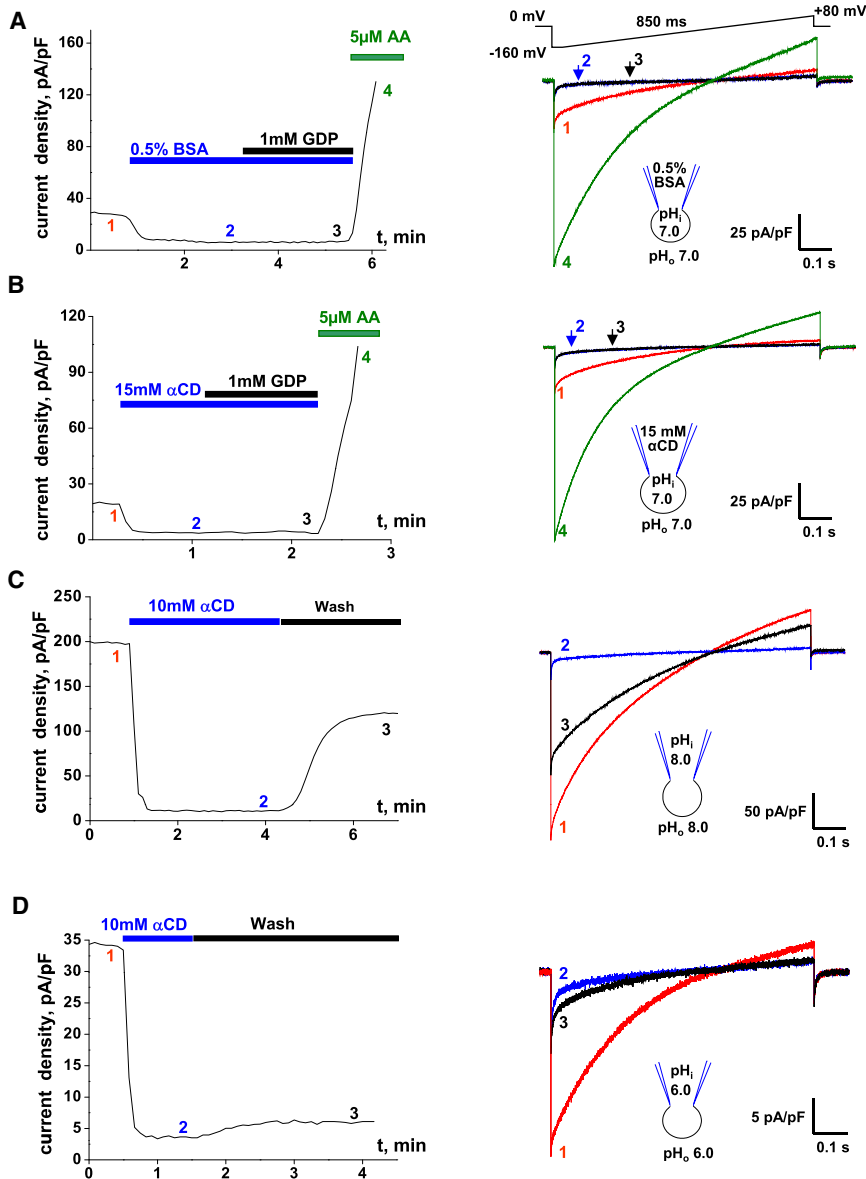 A
current density, pA/pF
160
120
80
40
0
5μM AA
4
1mM GDP
0.5% BSA
1
2
3
t, min
2
4
6
0 mV
850 ms
+80 mV
-160 mV
2
3
1
4
0.5%
BSA
pHi
7.0
pHo 7.0
25 pA/pF
0.1 s
B
current density, pA/pF
120
90
60
30
0
5μM AA
4
1mM GDP
15mM αCD
1
2
3
t, min
1
2
3
2
3
1
4
15 mM
αCD
pHi
7.0
pHo 7.0
25 pA/pF
0.1 s
C
current density, pA/pF
250
200
150
100
50
0
10mM αCD
Wash
1
2
3
t, min
0
2
4
6
2
3
1
pHi
8.0
pHo 8.0
50 pA/pF
0.1 s
D
current density, pA/pF
35
30
25
20
15
10
5
0
10mM αCD
Wash
1
2
3
t, min
0
1
2
3
4
2
3
1
pHi
6.0
pHo 6.0
5 pA/pF
0.1 s